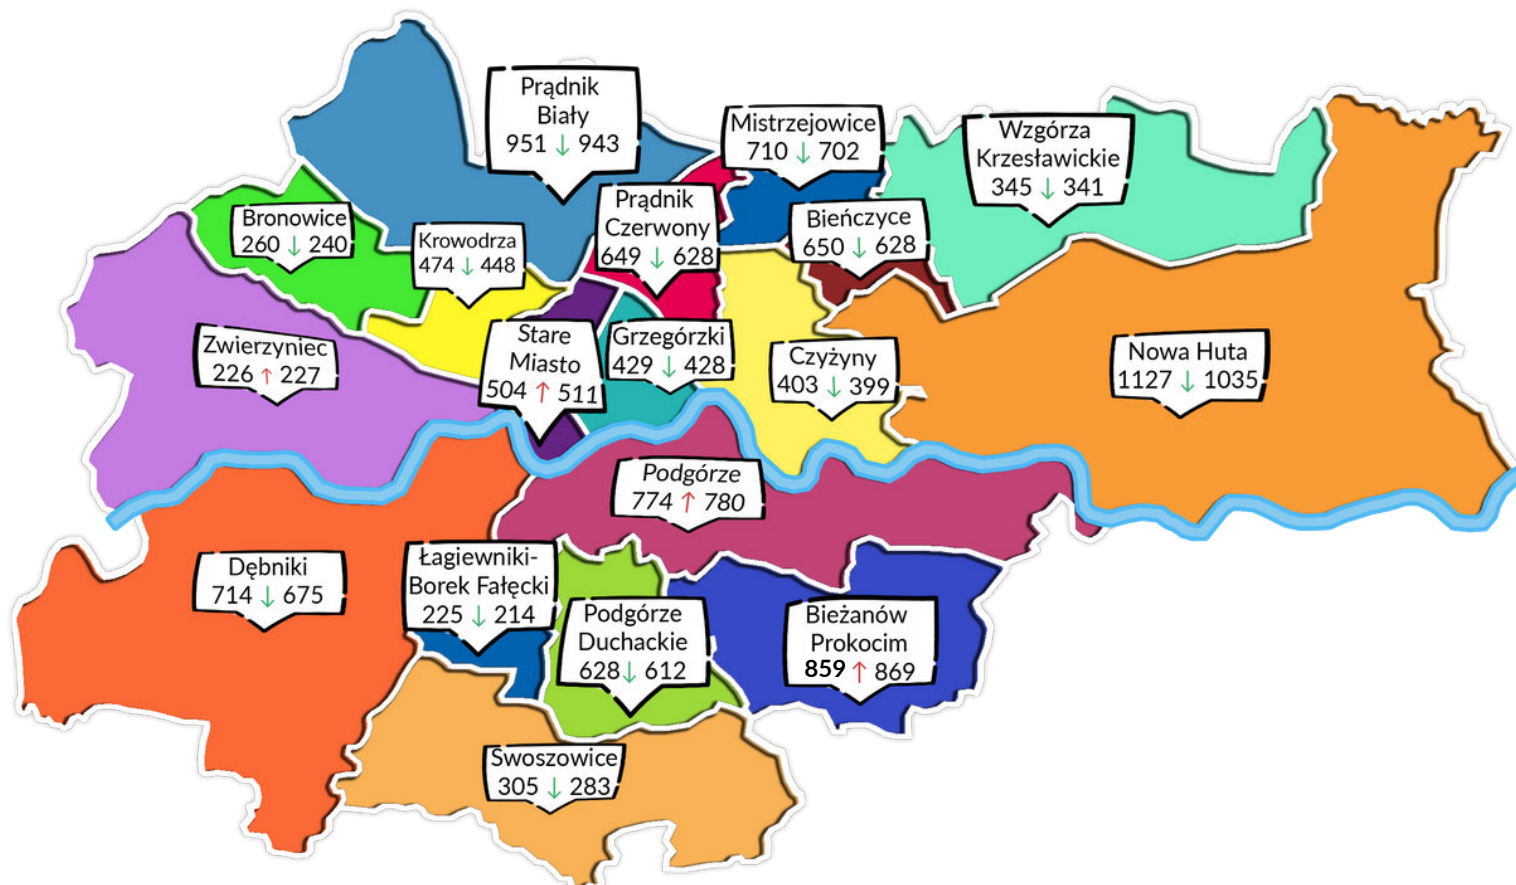 Prądnik
Biały
951 ↓ 943
Mistrzejowice
710 ↓ 702
Wzgórza
Krzesławickie
345 ↓ 341
Bronowice
260 ↓ 240
Krowodrza
474 ↓ 448
Prądnik
Czerwony
649 ↓ 628
Bieńczyce
650 ↓ 628
Zwierzyniec
226 ↑ 227
Stare
Miasto
504 ↑ 511
Grzegórzki
429 ↓ 428
Czyżyny
403 ↓ 399
Nowa Huta
1127 ↓ 1035
Podgórze
774 ↑ 780
Dębniki
714 ↓ 675
Łagiewniki-
Borek Fałęcki
225 ↓ 214
Podgórze
Duchackie
628↓ 612
Bieżanów
Prokocim
859 ↑ 869
Swoszowice
305 ↓ 283